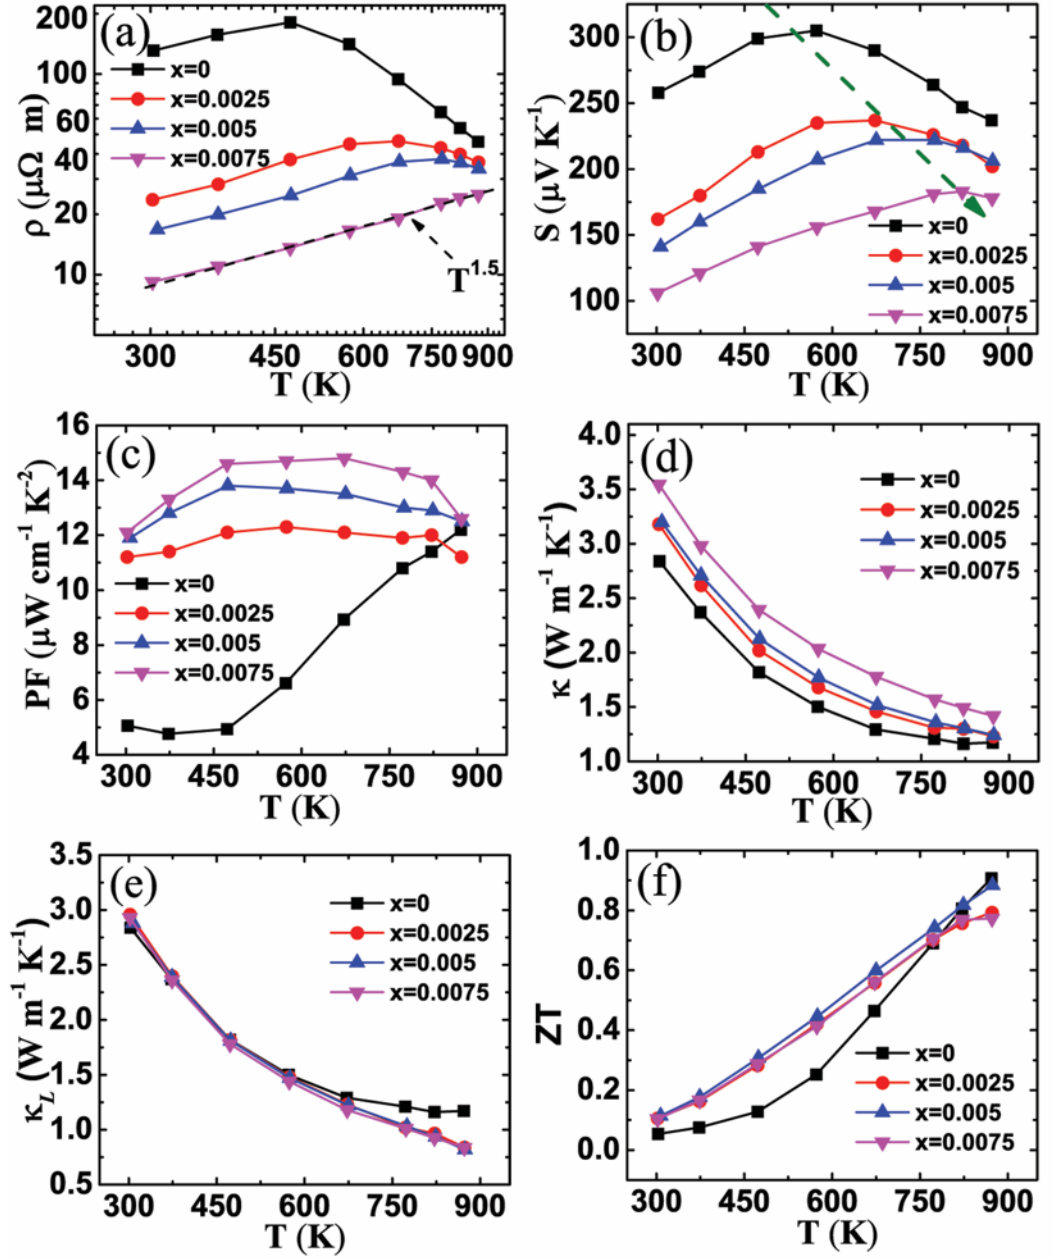 (a)
200
100
60
40
20
10
ρ (μΩ m)
x=0
x=0.0025
x=0.005
x=0.0075
T^1.5
300 450 600 750 900
T (K)
(b)
300
250
200
150
100
S (μV K^-1)
x=0
x=0.0025
x=0.005
x=0.0075
300 450 600 750 900
T (K)
(c)
16
14
12
10
8
6
4
PF (μW cm^-1 K^-2)
x=0
x=0.0025
x=0.005
x=0.0075
300 450 600 750 900
T (K)
(d)
4.0
3.5
3.0
2.5
2.0
1.5
1.0
κ (W m^-1 K^-1)
x=0
x=0.0025
x=0.005
x=0.0075
300 450 600 750 900
T (K)
(e)
3.5
3.0
2.5
2.0
1.5
1.0
0.5
κ_L (W m^-1 K^-1)
x=0
x=0.0025
x=0.005
x=0.0075
300 450 600 750 900
T (K)
(f)
1.0
0.8
0.6
0.4
0.2
0.0
ZT
x=0
x=0.0025
x=0.005
x=0.0075
300 450 600 750 900
T (K)